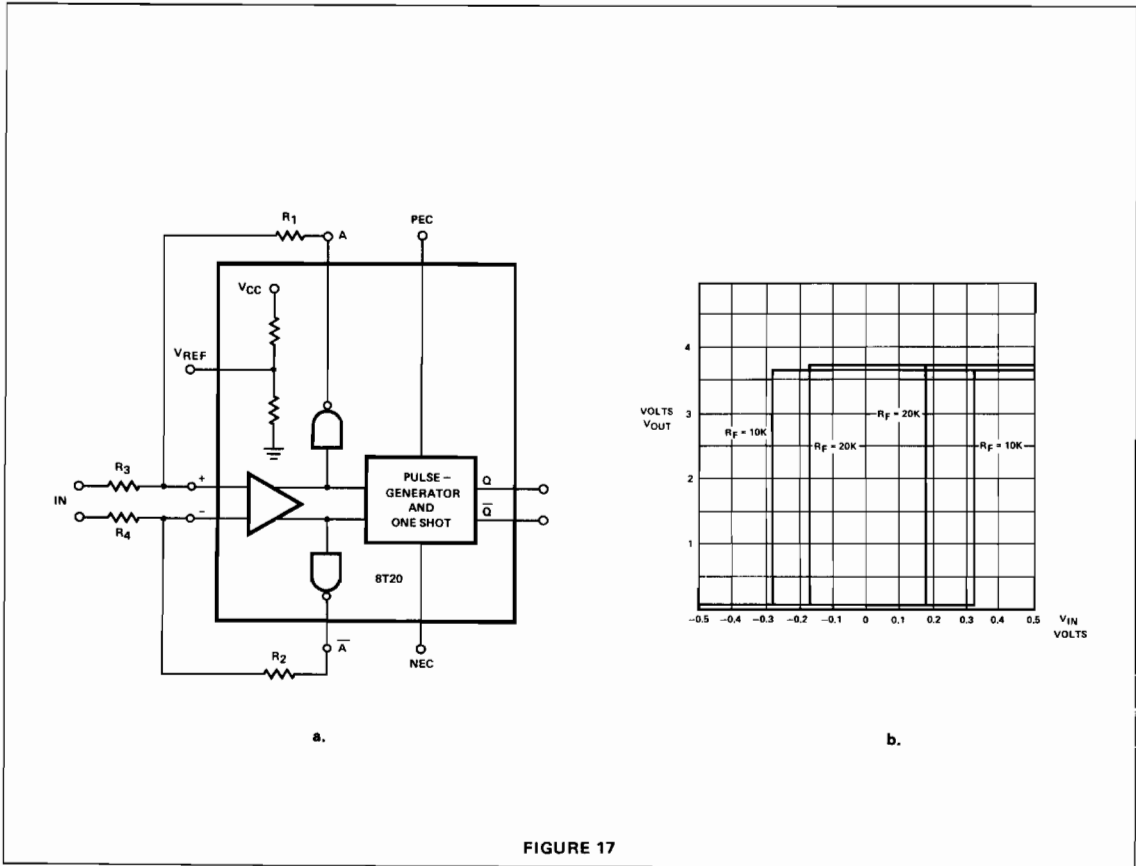 R1
A
PEC
VCC
VREF
R3
+
IN
-
R4
PULSE –
GENERATOR
AND
ONE SHOT
Q
Q̅
8T20
R2
A̅
NEC
a.
4
VOLTS
VOUT
3
RF = 20K
RF = 10K
RF = 20K
RF = 10K
2
1
-0.5 -0.4 -0.3 -0.2 -0.1 0 0.1 0.2 0.3 0.4 0.5
VIN
VOLTS
b.
FIGURE 17